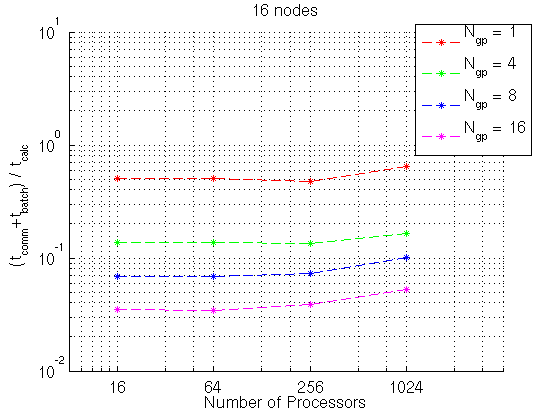 16 nodes
10^1
10^0
10^-1
10^-2
(t_comm+t_batch) / t_calc
16 64 256 1024
Number of Processors
N_gp = 1
N_gp = 4
N_gp = 8
N_gp = 16